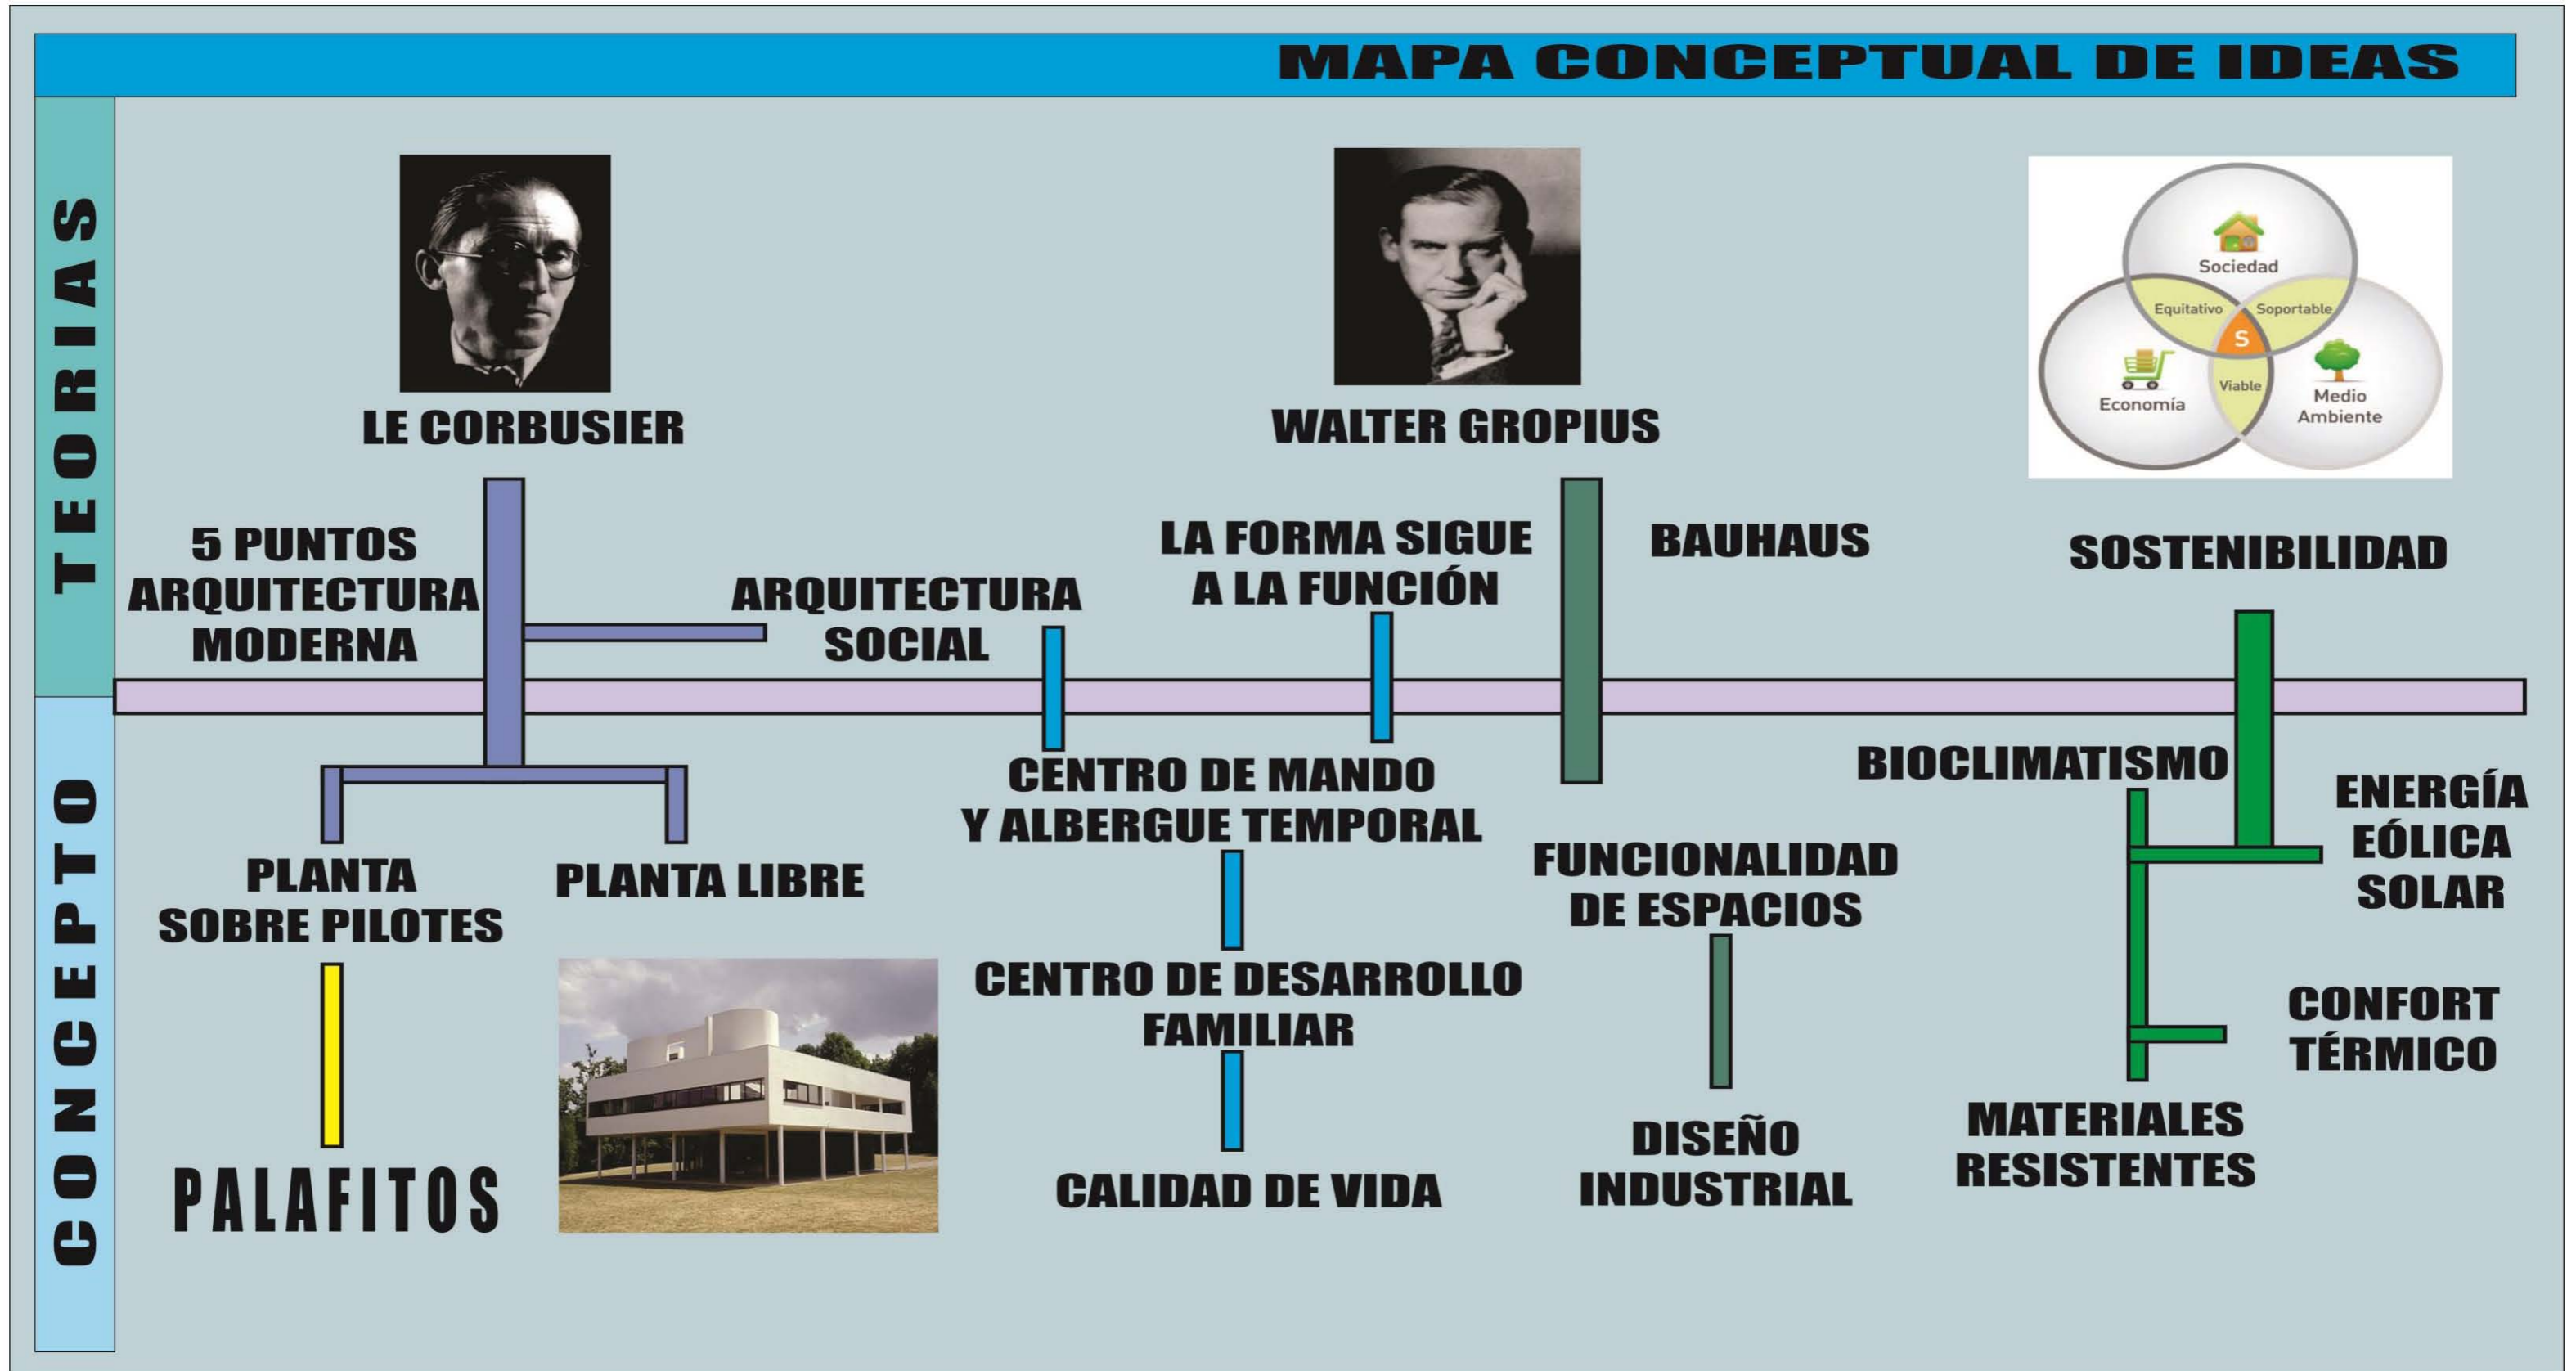 MAPA CONCEPTUAL DE IDEAS
TEORIAS
LE CORBUSIER
5 PUNTOS
ARQUITECTURA
MODERNA
ARQUITECTURA
SOCIAL
WALTER GROPIUS
LA FORMA SIGUE
A LA FUNCIÓN
BAUHAUS
Sociedad
Equitativo
Soportable
S
Economía
Viable
Medio
Ambiente
SOSTENIBILIDAD
CONCEPTO
PLANTA
SOBRE PILOTES
PALAFITOS
PLANTA LIBRE
CENTRO DE MANDO
Y ALBERGUE TEMPORAL
CENTRO DE DESARROLLO
FAMILIAR
CALIDAD DE VIDA
FUNCIONALIDAD
DE ESPACIOS
DISEÑO
INDUSTRIAL
BIOCLIMATISMO
ENERGÍA
EÓLICA
SOLAR
CONFORT
TÉRMICO
MATERIALES
RESISTENTES